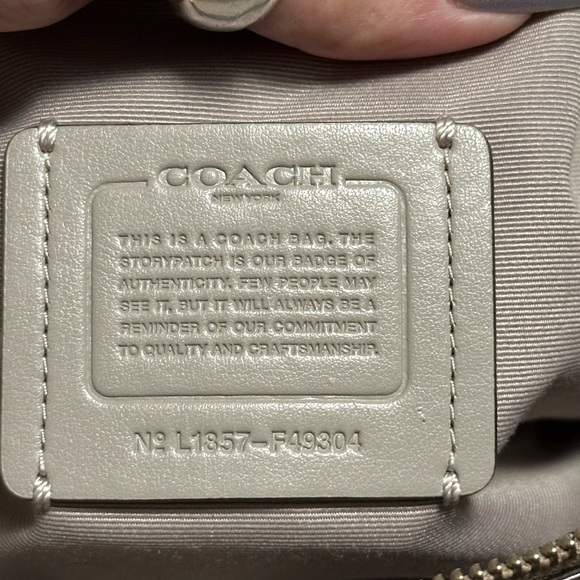 COACH
NEW YORK
THIS IS A COACH BAG. THE
STORYPATCH IS OUR BADGE OF
AUTHENTICITY. FEW PEOPLE MAY
SEE IT, BUT IT WILL ALWAYS BE A
REMINDER OF OUR COMMITMENT
TO QUALITY AND CRAFTSMANSHIP.
Nº L1857-F49304